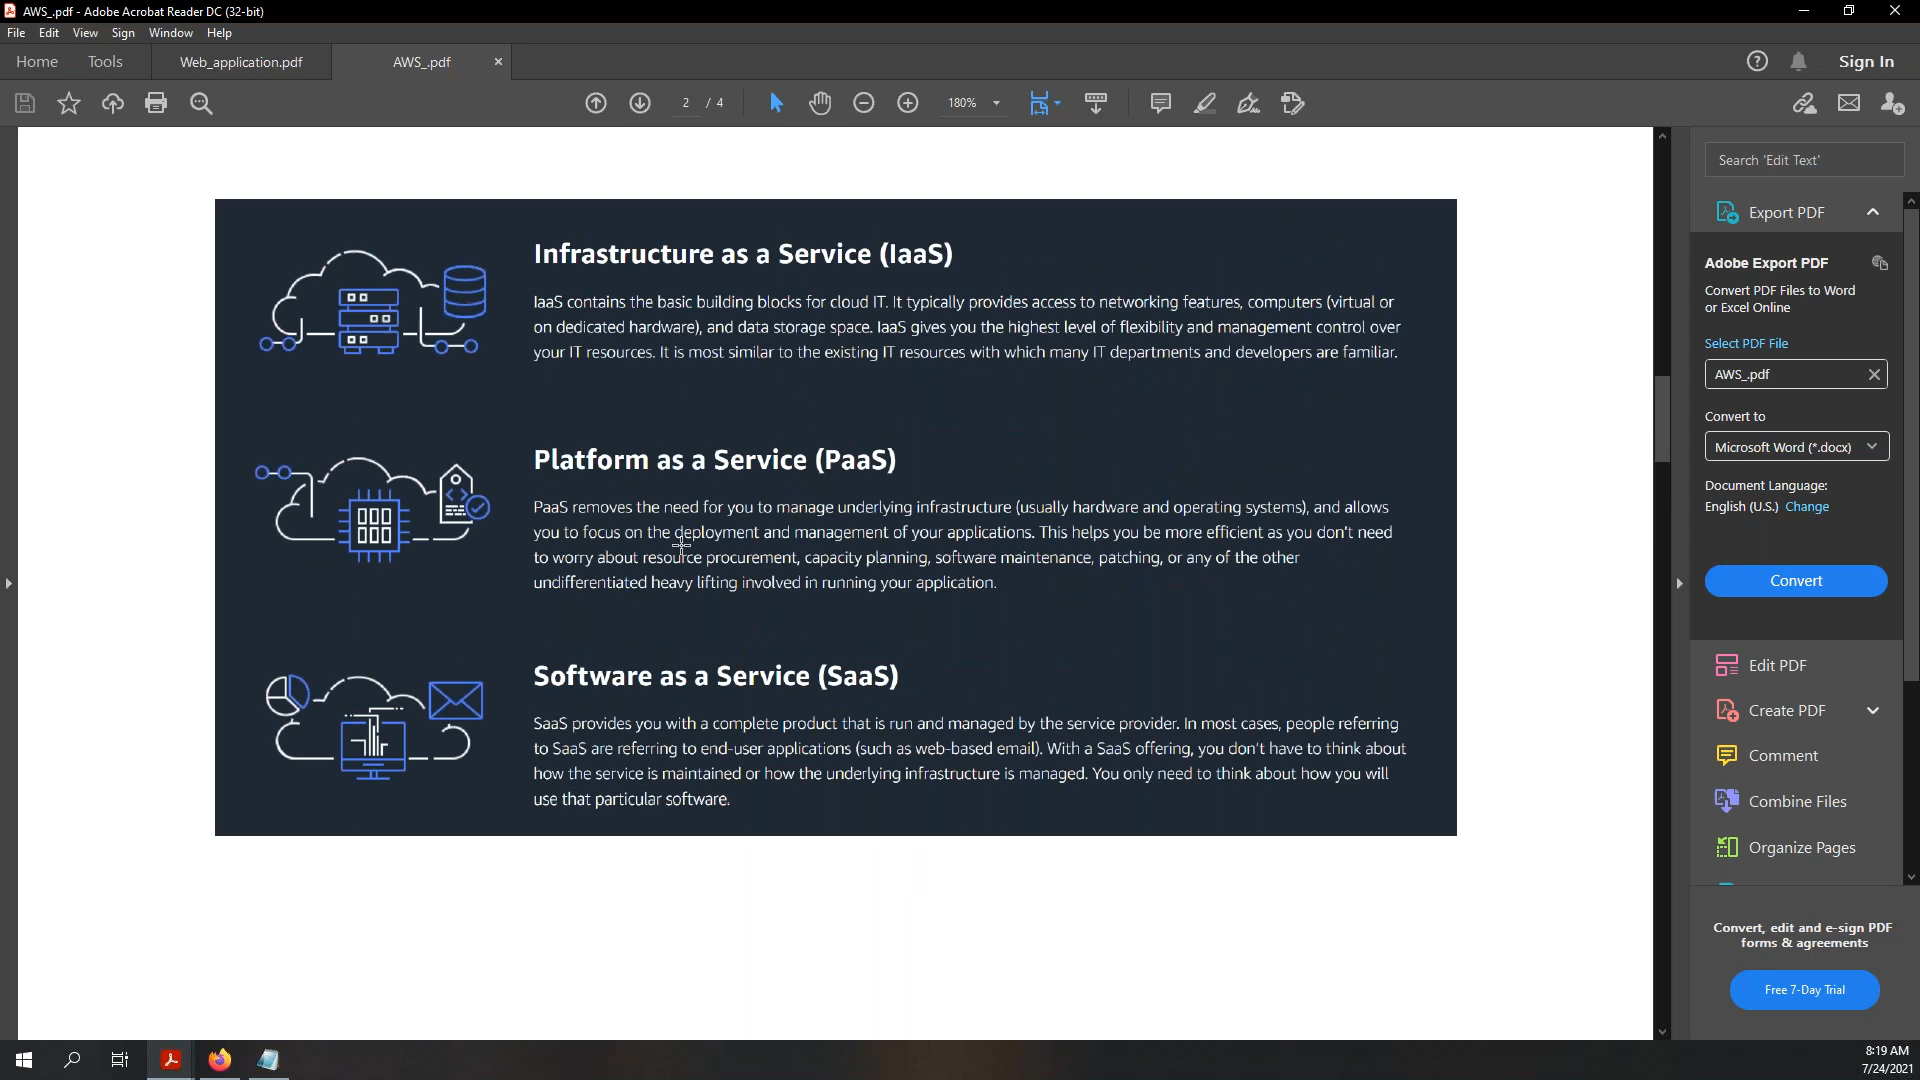 AWS_.pdf - Adobe Acrobat Reader DC (32-bit)
File Edit View Sign Window Help
Home Tools Web_application.pdf AWS_.pdf Sign In
2 / 4 180%
Infrastructure as a Service (IaaS)
IaaS contains the basic building blocks for cloud IT. It typically provides access to networking features, computers (virtual or
on dedicated hardware), and data storage space. IaaS gives you the highest level of flexibility and management control over
your IT resources. It is most similar to the existing IT resources with which many IT departments and developers are familiar.
Platform as a Service (PaaS)
PaaS removes the need for you to manage underlying infrastructure (usually hardware and operating systems), and allows
you to focus on the deployment and management of your applications. This helps you be more efficient as you don't need
to worry about resource procurement, capacity planning, software maintenance, patching, or any of the other
undifferentiated heavy lifting involved in running your application.
Software as a Service (SaaS)
SaaS provides you with a complete product that is run and managed by the service provider. In most cases, people referring
to SaaS are referring to end-user applications (such as web-based email). With a SaaS offering, you don't have to think about
how the service is maintained or how the underlying infrastructure is managed. You only need to think about how you will
use that particular software.
Search 'Edit Text'
Export PDF
Adobe Export PDF
Convert PDF Files to Word
or Excel Online
Select PDF File
AWS_.pdf
Convert to
Microsoft Word (*.docx)
Document Language:
English (U.S.) Change
Convert
Edit PDF
Create PDF
Comment
Combine Files
Organize Pages
Convert, edit and e-sign PDF
forms & agreements
Free 7-Day Trial
8:19 AM
7/24/2021